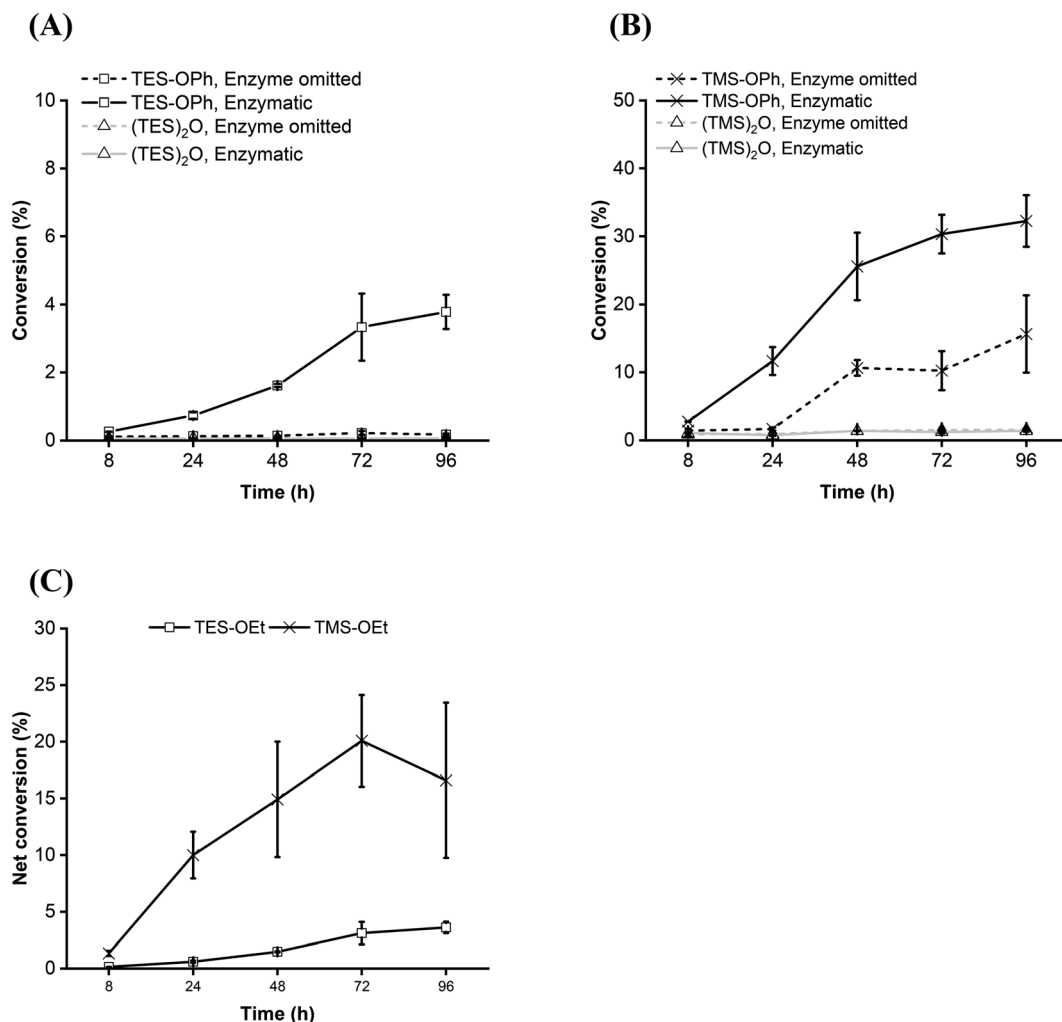 (A)
TES-OPh, Enzyme omitted
TES-OPh, Enzymatic
(TES)₂O, Enzyme omitted
(TES)₂O, Enzymatic
Conversion (%)
10
8
6
4
2
0
8 24 48 72 96
Time (h)
(B)
TMS-OPh, Enzyme omitted
TMS-OPh, Enzymatic
(TMS)₂O, Enzyme omitted
(TMS)₂O, Enzymatic
Conversion (%)
50
40
30
20
10
0
8 24 48 72 96
Time (h)
(C)
TES-OEt TMS-OEt
Net conversion (%)
30
25
20
15
10
5
0
8 24 48 72 96
Time (h)